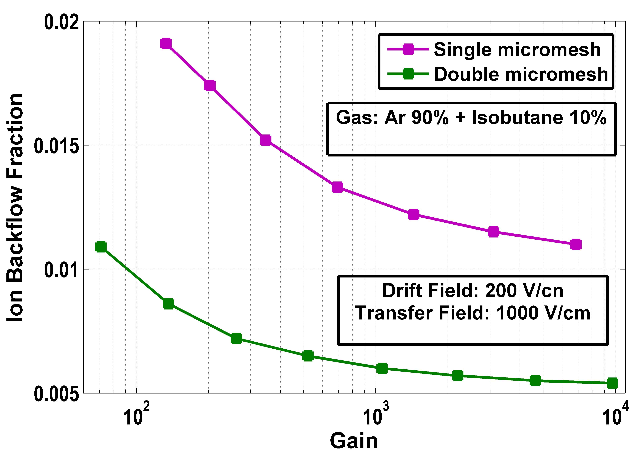 0.02
0.015
0.01
0.005
Ion Backflow Fraction
Single micromesh
Double micromesh
Gas: Ar 90% + Isobutane 10%
Drift Field: 200 V/cn
Transfer Field: 1000 V/cm
10²
10³
10⁴
Gain